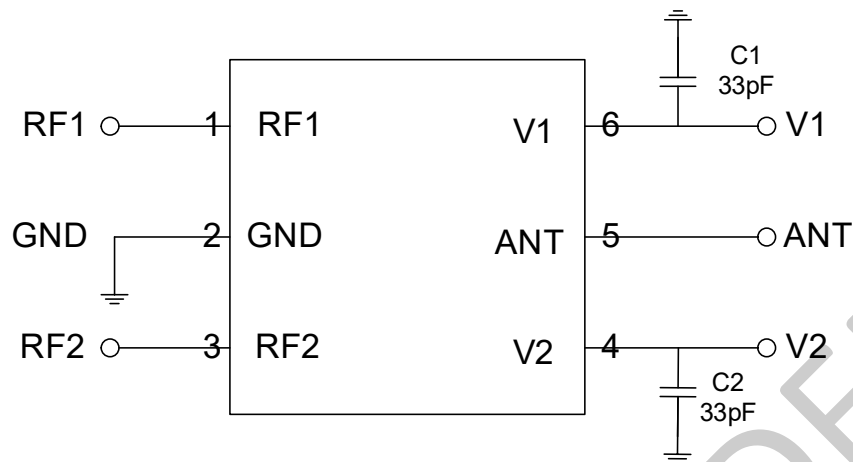 C1
33pF
RF1 1 RF1 V1 6 V1
GND 2 GND ANT 5 ANT
RF2 3 RF2 V2 4 V2
C2
33pF